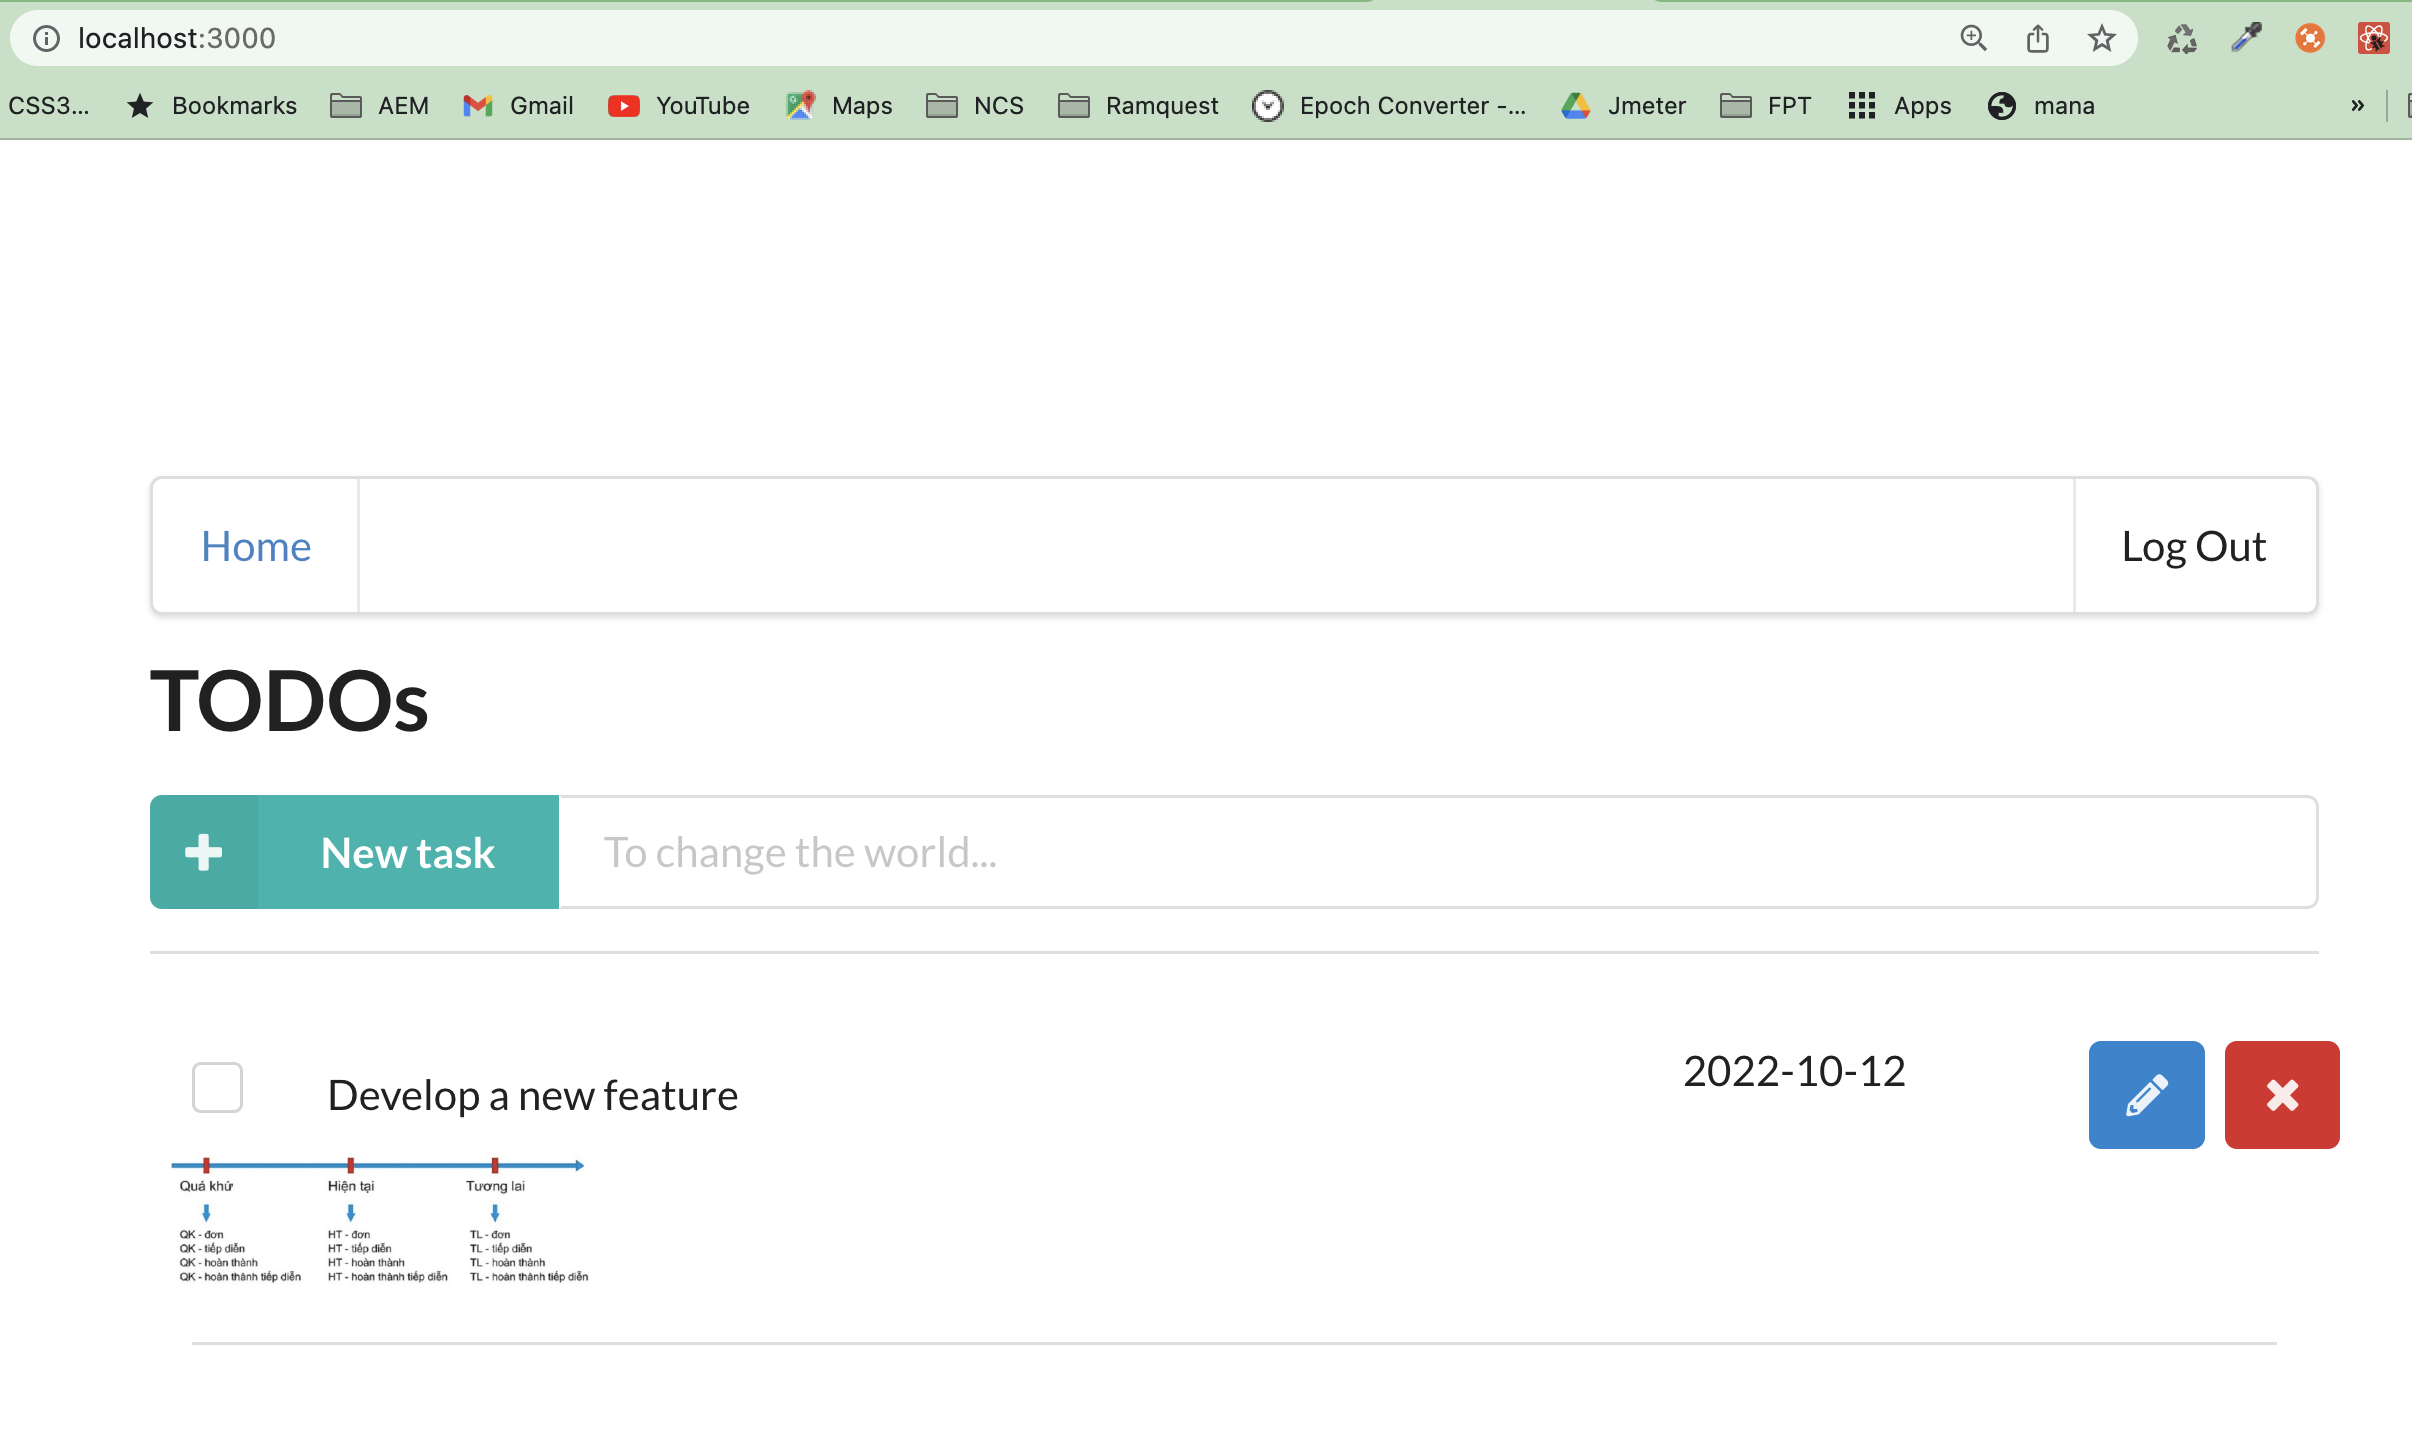 localhost:3000
CSS3... Bookmarks AEM Gmail YouTube Maps NCS Ramquest Epoch Converter -... Jmeter FPT Apps mana »
Home Log Out
TODOs
New task To change the world...
Develop a new feature 2022-10-12
Quá khứ Hiện tại Tương lai
QK - đơn HT - đơn TL - đơn
QK - tiếp diễn HT - tiếp diễn TL - tiếp diễn
QK - hoàn thành HT - hoàn thành TL - hoàn thành
QK - hoàn thành tiếp diễn HT - hoàn thành tiếp diễn TL - hoàn thành tiếp diễn